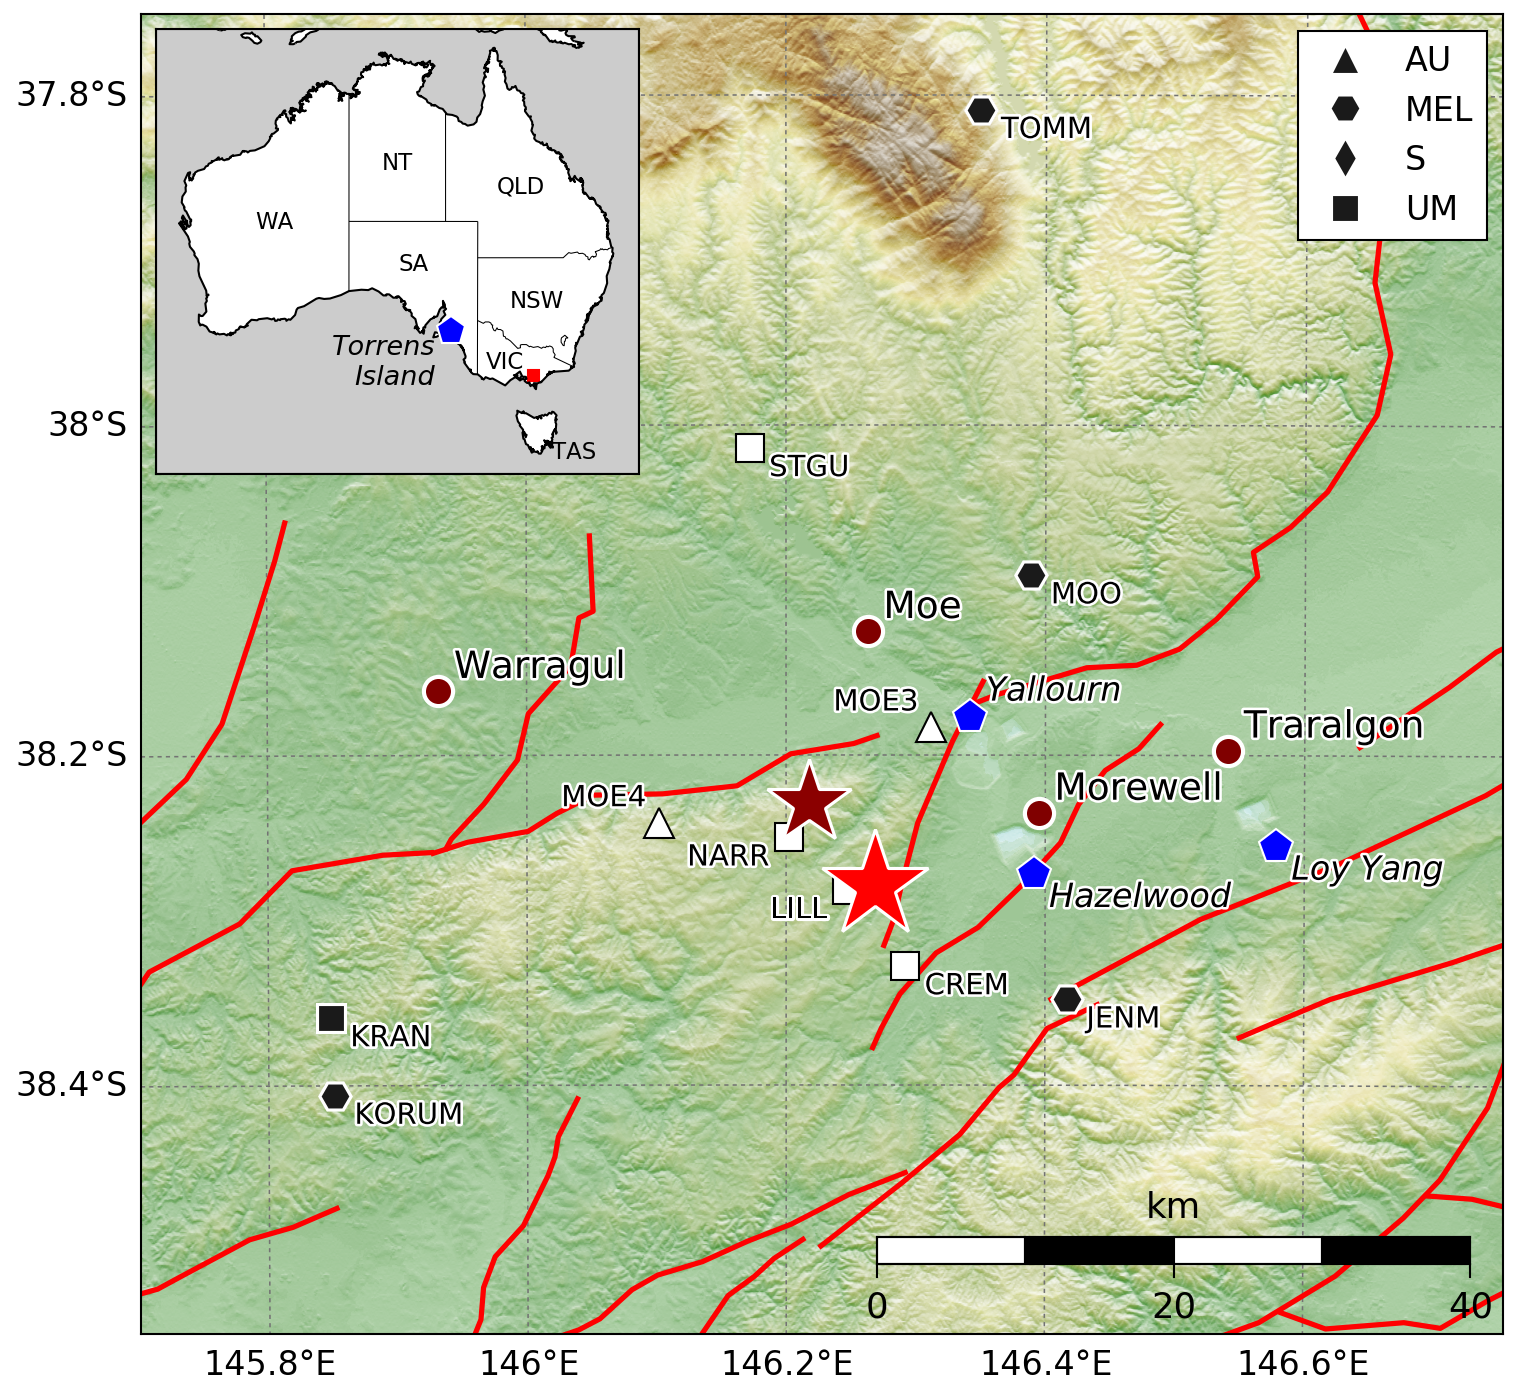 37.8°S
38°S
38.2°S
38.4°S
145.8°E
146°E
146.2°E
146.4°E
146.6°E
NT
QLD
WA
SA
NSW
Torrens
Island
VIC
TAS
AU
MEL
S
UM
TOMM
STGU
MOO
Moe
Warragul
MOE3
Yallourn
Traralgon
MOE4
Morewell
NARR
Loy Yang
Hazelwood
LILL
CREM
JENM
KRAN
KORUM
km
0
20
40